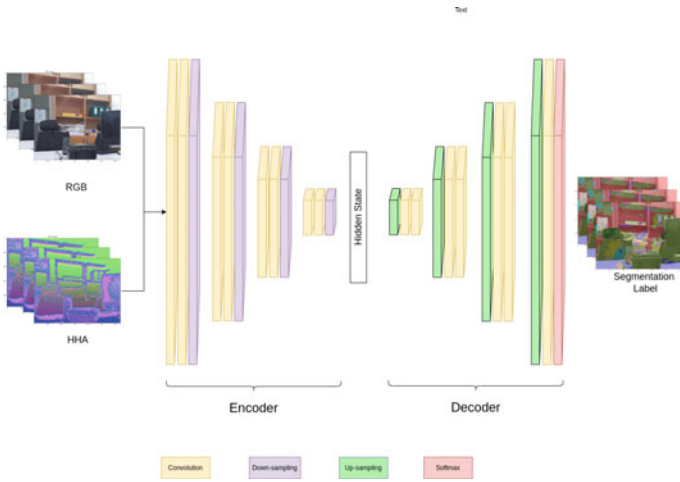 Text
RGB
HHA
Hidden State
Segmentation
Label
Encoder
Decoder
Convolution
Down-sampling
Up-sampling
Softmax